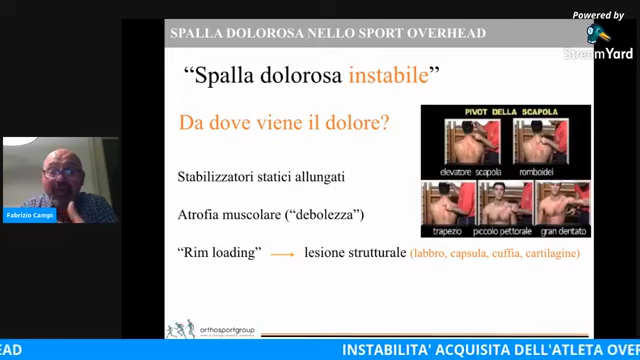 SPALLA DOLOROSA NELLO SPORT OVERHEAD
Powered by
StreamYard
“Spalla dolorosa instabile”
Da dove viene il dolore?
PIVOT DELLA SCAPOLA
elevatore scapola
romboidei
trapezio
piccolo pettorale
gran dentato
Stabilizzatori statici allungati
Atrofia muscolare (“debolezza”)
“Rim loading” → lesione strutturale (labbro, capsula, cuffia, cartilagine)
Fabrizio Campi
orthosportgroup
EAD
INSTABILITA' ACQUISITA DELL'ATLETA OVER